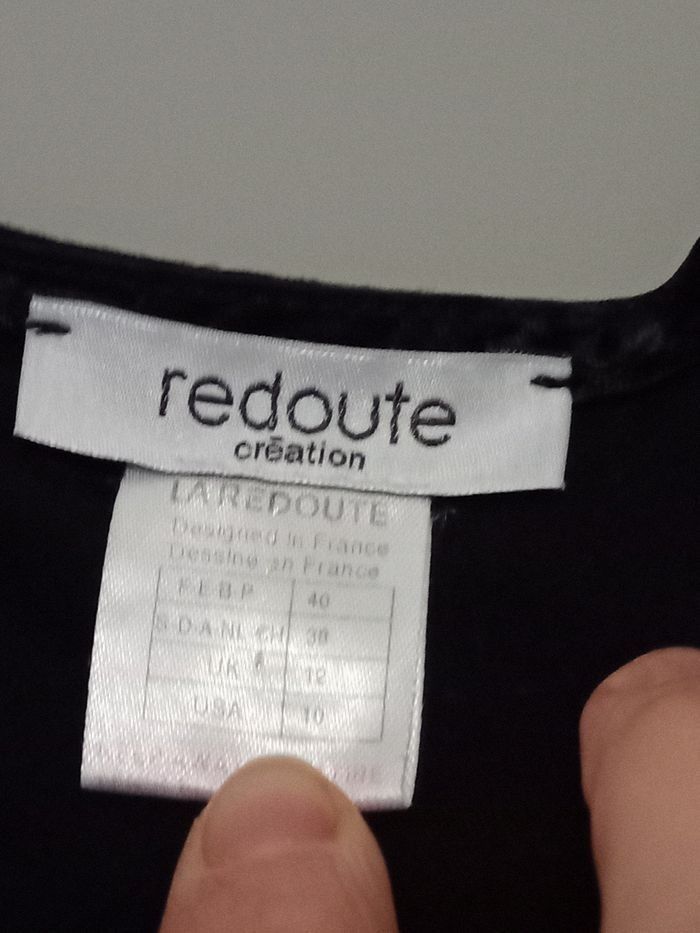 redoute
création
LA REDOUTE
Designed in France
Dessiné en France
F-E-B-P 40
S-D-A-NL-CH 38
UK 12
USA 10